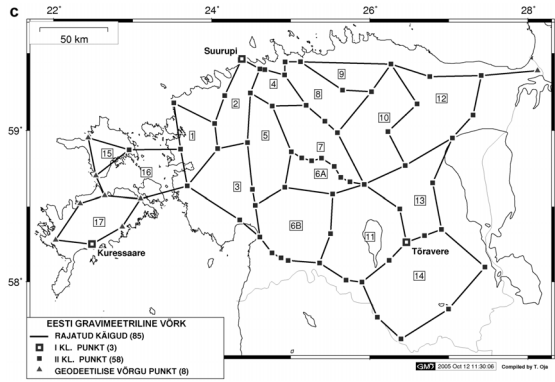 C
22˚ 24˚ 26˚ 28˚
50 km
Suurupi
9
4
12
2
8
10
59˚
1
5
7
15
16
6A
3
13
17
6B
11
Kuressaare
Tõravere
58˚
14
EESTI GRAVIMEETRILINE VÕRK
RAJATUD KÄIGUD (85)
I KL. PUNKT (3)
II KL. PUNKT (58)
GEODEETILISE VÕRGU PUNKT (8)
GMD 2005 Oct 12 11:30:06 Compiled by T. Oja